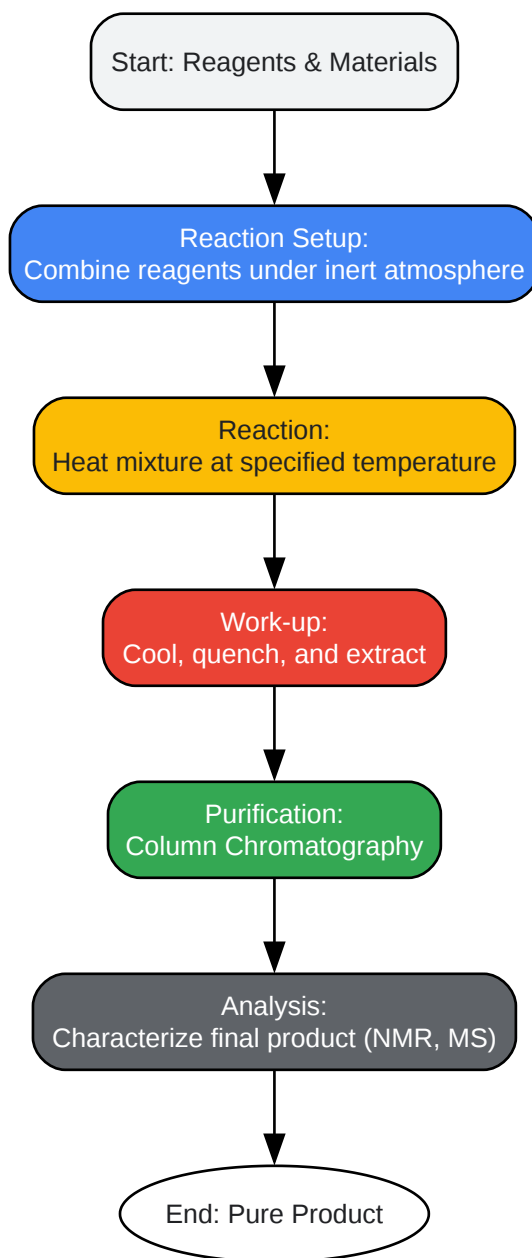 Start: Reagents & Materials
Reaction Setup:
Combine reagents under inert atmosphere
Reaction:
Heat mixture at specified temperature
Work-up:
Cool, quench, and extract
Purification:
Column Chromatography
Analysis:
Characterize final product (NMR, MS)
End: Pure Product